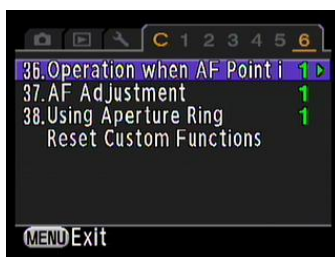 C 1 2 3 4 5 6
36.Operation when AF Point i 1
37.AF Adjustment 1
38.Using Aperture Ring 1
Reset Custom Functions
MENU Exit